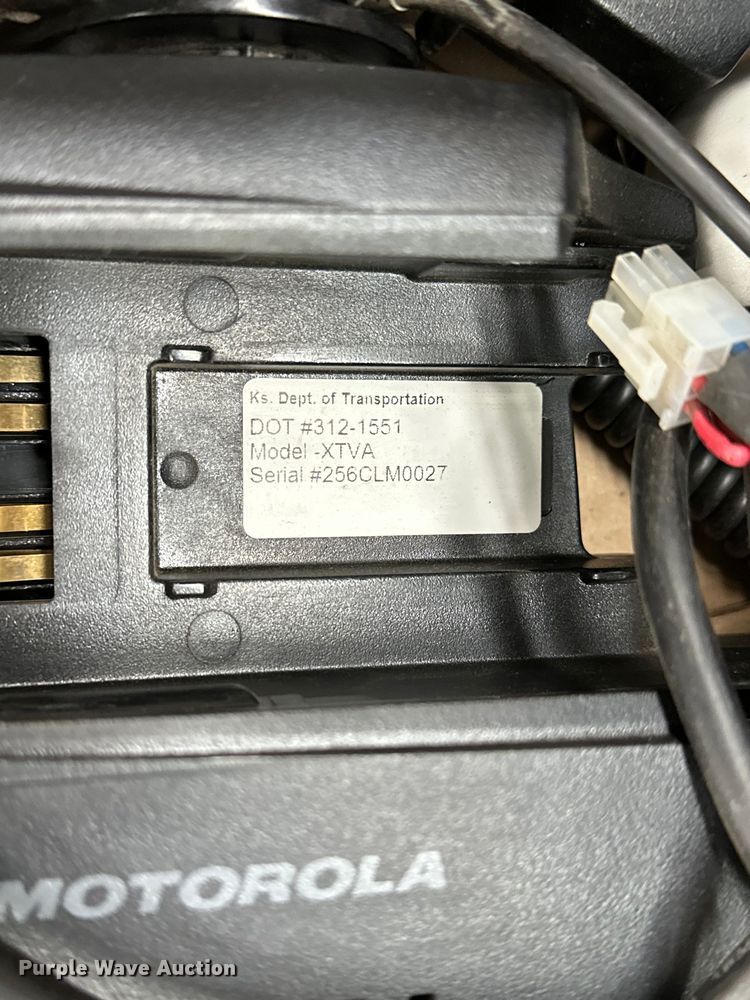 Ks. Dept. of Transportation
DOT #312-1551
Model -XTVA
Serial #256CLM0027
MOTOROLA
Purple Wave Auction